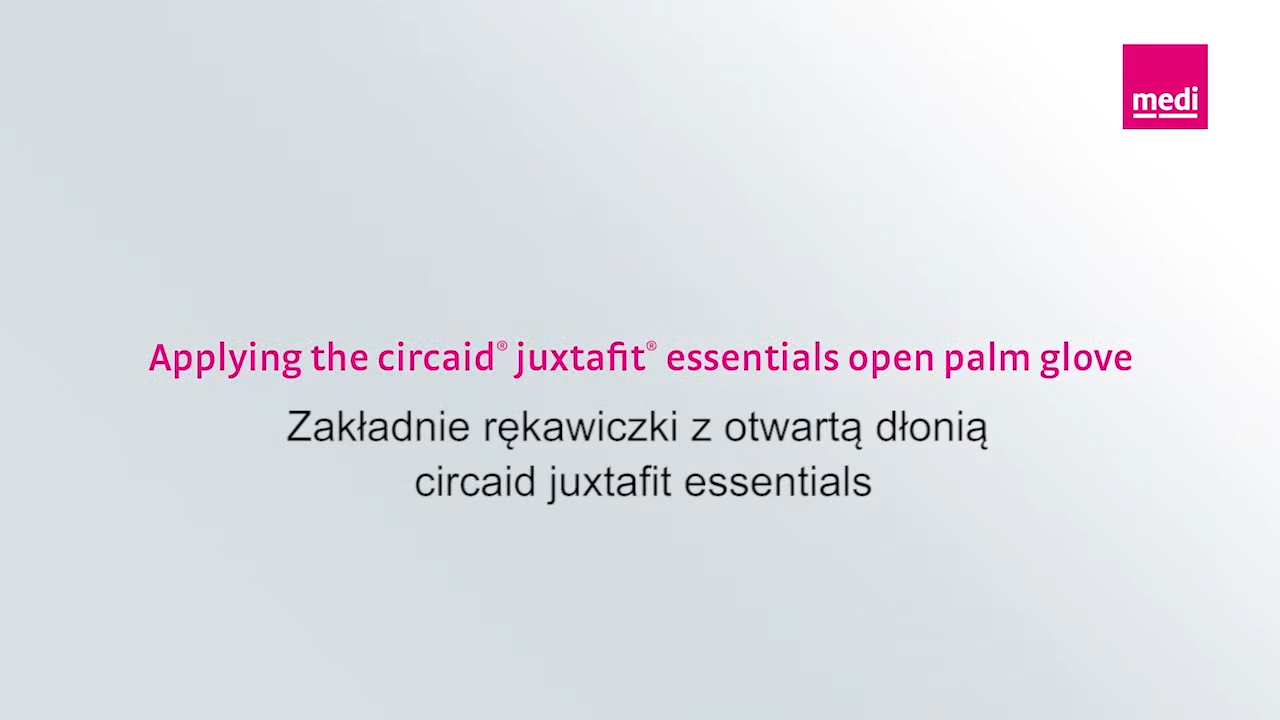 medi
Applying the circaid® juxtafit® essentials open palm glove
Zakładnie rękawiczki z otwartą dłonią
circaid juxtafit essentials